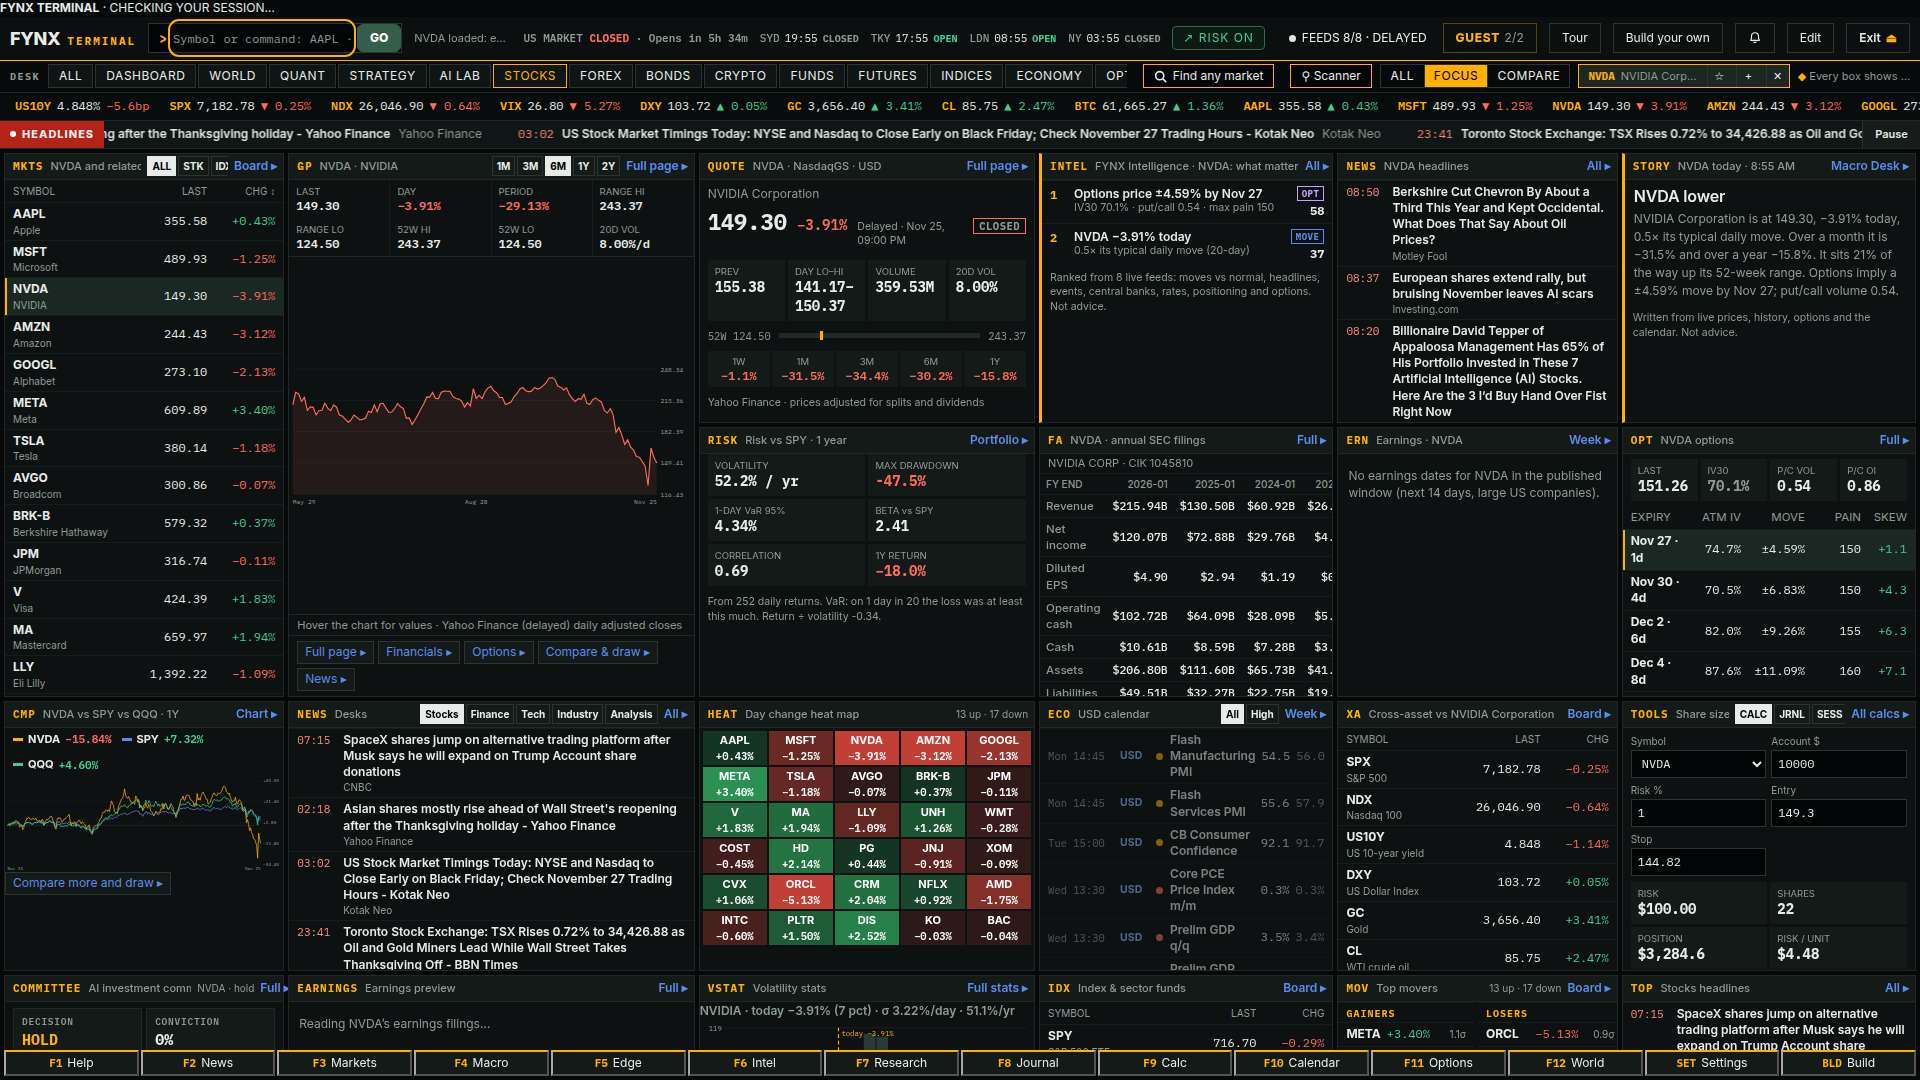 FYNX TERMINAL · CHECKING YOUR SESSION...
FYNX TERMINAL > Symbol or command: AAPL · GO NVDA loaded: e... US MARKET CLOSED · Opens in 5h 34m SYD 19:55 CLOSED TKY 17:55 OPEN LDN 08:55 OPEN NY 03:55 CLOSED ↗ RISK ON ● FEEDS 8/8 · DELAYED GUEST 2/2 Tour Build your own Edit Exit
DESK ALL DASHBOARD WORLD QUANT STRATEGY AI LAB STOCKS FOREX BONDS CRYPTO FUNDS FUTURES INDICES ECONOMY Find any market Scanner ALL FOCUS COMPARE NVDA NVIDIA Corp... ☆ + ✕ ◆ Every box shows ...
US10Y 4.848% −5.6bp SPX 7,182.78 ▼ 0.25% NDX 26,046.90 ▼ 0.64% VIX 26.80 ▼ 5.27% DXY 103.72 ▲ 0.05% GC 3,656.40 ▲ 3.41% CL 85.75 ▲ 2.47% BTC 61,665.27 ▲ 1.36% AAPL 355.58 ▲ 0.43% MSFT 489.93 ▼ 1.25% NVDA 149.30 ▼ 3.91% AMZN 244.43 ▼ 3.12% GOOGL
● HEADLINES after the Thanksgiving holiday - Yahoo Finance Yahoo Finance 03:02 US Stock Market Timings Today: NYSE and Nasdaq to Close Early on Black Friday; Check November 27 Trading Hours - Kotak Neo Kotak Neo 23:41 Toronto Stock Exchange: TSX Rises 0.72% to 34,426.88 as Oil and Pause
MKTS NVDA and related ALL STK Board ▸
SYMBOL LAST CHG ↕
AAPL 355.58 +0.43%
Apple
MSFT 489.93 −1.25%
Microsoft
NVDA 149.30 −3.91%
NVIDIA
AMZN 244.43 −3.12%
Amazon
GOOGL 273.10 −2.13%
Alphabet
META 609.89 +3.40%
Meta
TSLA 380.14 −1.18%
Tesla
AVGO 300.86 −0.07%
Broadcom
BRK-B 579.32 +0.37%
Berkshire Hathaway
JPM 316.74 −0.11%
JPMorgan
V 424.39 +1.83%
Visa
MA 659.97 +1.94%
Mastercard
LLY 1,392.22 −1.09%
Eli Lilly
GP NVDA · NVIDIA 1M 3M 6M 1Y 2Y Full page ▸
LAST DAY PERIOD RANGE HI
149.30 −3.91% −29.13% 243.37
RANGE LO 52W HI 52W LO 20D VOL
124.50 243.37 124.50 8.00%/d
215.36
182.39
149.41
116.43
May 29 Aug 28 Nov 25
Hover the chart for values · Yahoo Finance (delayed) daily adjusted closes
Full page ▸ Financials ▸ Options ▸ Compare & draw ▸
News ▸
QUOTE NVDA · NasdaqGS · USD Full page ▸
NVIDIA Corporation
149.30 −3.91% Delayed · Nov 25, 09:00 PM CLOSED
PREV DAY LO–HI VOLUME 20D VOL
155.38 141.17–150.37 359.53M 8.00%
52W 124.50 243.37
1W 1M 3M 6M 1Y
−1.1% −31.5% −34.4% −30.2% −15.8%
Yahoo Finance · prices adjusted for splits and dividends
INTEL FYNX Intelligence · NVDA: what matter All ▸
1 Options price ±4.59% by Nov 27 OPT
IV30 70.1% · put/call 0.54 · max pain 150 58
2 NVDA −3.91% today MOVE
0.5× its typical daily move (20-day) 37
Ranked from 8 live feeds: moves vs normal, headlines,
events, central banks, rates, positioning and options.
Not advice.
NEWS NVDA headlines All ▸
08:50 Berkshire Cut Chevron By About a
Third This Year and Kept Occidental.
What Does That Say About Oil
Prices?
Motley Fool
08:37 European shares extend rally, but
bruising November leaves AI scars
Investing.com
08:20 Billionaire David Tepper of
Appaloosa Management Has 65% of
His Portfolio Invested in These 7
Artificial Intelligence (AI) Stocks.
Here Are the 3 I'd Buy Hand Over Fist
Right Now
STORY NVDA today · 8:55 AM Macro Desk ▸
NVDA lower
NVIDIA Corporation is at 149.30, −3.91% today,
0.5× its typical daily move. Over a month it is
−31.5% and over a year −15.8%. It sits 21% of
the way up its 52-week range. Options imply a
±4.59% move by Nov 27; put/call volume 0.54.
Written from live prices, history, options and the
calendar. Not advice.
RISK Risk vs SPY · 1 year Portfolio ▸
VOLATILITY MAX DRAWDOWN
52.2% / yr −47.5%
1-DAY VaR 95% BETA vs SPY
4.34% 2.41
CORRELATION 1Y RETURN
0.69 −18.0%
From 252 daily returns. VaR: on 1 day in 20 the loss was at least
this much. Return ÷ volatility -0.34.
FA NVDA · annual SEC filings Full ▸
NVIDIA CORP · CIK 1045810
FY END 2026-01 2025-01 2024-01
Revenue $215.94B $130.50B $60.92B
Net income $120.07B $72.88B $29.76B
Diluted EPS $4.90 $2.94 $1.19
Operating cash $102.72B $64.09B $28.09B
Cash $10.61B $8.59B $7.28B
Assets $206.80B $111.60B $65.73B
Liabilities $49.51B $32.27B $22.75B
ERN Earnings · NVDA Week ▸
No earnings dates for NVDA in the published
window (next 14 days, large US companies).
OPT NVDA options Full ▸
LAST IV30 P/C VOL P/C OI
151.26 70.1% 0.54 0.86
EXPIRY ATM IV MOVE PAIN SKEW
Nov 27 · 1d 74.7% ±4.59% 150 +1.1
Nov 30 · 4d 70.5% ±6.83% 150 +4.3
Dec 2 · 6d 82.0% ±9.26% 155 +6.3
Dec 4 · 8d 87.6% ±11.09% 160 +7.1
CMP NVDA vs SPY vs QQQ · 1Y Chart ▸
NVDA −15.84% SPY +7.32%
QQQ +4.60%
Compare more and draw ▸
NEWS Desks Stocks Finance Tech Industry Analysis All ▸
07:15 SpaceX shares jump on alternative trading platform after
Musk says he will expand on Trump Account share
donations
CNBC
02:18 Asian shares mostly rise ahead of Wall Street's reopening
after the Thanksgiving holiday - Yahoo Finance
Yahoo Finance
03:02 US Stock Market Timings Today: NYSE and Nasdaq to
Close Early on Black Friday; Check November 27 Trading
Hours - Kotak Neo
Kotak Neo
23:41 Toronto Stock Exchange: TSX Rises 0.72% to 34,426.88 as
Oil and Gold Miners Lead While Wall Street Takes
Thanksgiving Off - BBN Times
HEAT Day change heat map 13 up · 17 down
AAPL MSFT NVDA AMZN GOOGL
+0.43% −1.25% −3.91% −3.12% −2.13%
META TSLA AVGO BRK-B JPM
+3.40% −1.18% −0.07% +0.37% −0.11%
V MA LLY UNH WMT
+1.83% +1.94% −1.09% +1.26% −0.28%
COST HD PG JNJ XOM
−0.45% +2.14% +0.44% −0.91% −0.09%
CVX ORCL CRM NFLX AMD
+1.06% −5.13% +2.04% +0.92% −1.75%
INTC PLTR DIS KO BAC
−0.60% +1.50% +2.52% −0.03% −0.04%
ECO USD calendar All High Week ▸
Mon 14:45 USD Flash Manufacturing PMI 54.5 56.0
Mon 14:45 USD Flash Services PMI 55.6 57.9
Tue 15:00 USD CB Consumer Confidence 92.1 91.7
Wed 13:30 USD Core PCE Price Index m/m 0.3% 0.3%
Wed 13:30 USD Prelim GDP q/q 3.5% 3.4%
Prelim GDP
XA Cross-asset vs NVIDIA Corporation Board ▸
SYMBOL LAST CHG
SPX 7,182.78 −0.25%
S&P 500
NDX 26,046.90 −0.64%
Nasdaq 100
US10Y 4.848 −1.14%
US 10-year yield
DXY 103.72 +0.05%
US Dollar Index
GC 3,656.40 +3.41%
Gold
CL 85.75 +2.47%
WTI crude oil
TOOLS Share size CALC JRNL SESS All calcs ▸
Symbol Account $
NVDA 10000
Risk % Entry
1 149.3
Stop
144.82
RISK SHARES
$100.00 22
POSITION RISK / UNIT
$3,284.6 $4.48
COMMITTEE AI investment comm NVDA · hold Full ▸
DECISION CONVICTION
HOLD 0%
EARNINGS Earnings preview Full ▸
Reading NVDA's earnings filings...
VSTAT Volatility stats Full stats ▸
NVIDIA · today −3.91% (7 pct) · σ 3.22%/day · 51.1%/yr
119
today −3.91%
IDX Index & sector funds Board ▸
SYMBOL LAST CHG
SPY 716.70 −0.29%
MOV Top movers 13 up · 17 down Board ▸
GAINERS LOSERS
META +3.40% 1.1σ ORCL −5.13% 0.9σ
TOP Stocks headlines All ▸
07:15 SpaceX shares jump on alternative
trading platform after Musk says he will
expand on Trump Account share
F1 Help F2 News F3 Markets F4 Macro F5 Edge F6 Intel F7 Research F8 Journal F9 Calc F10 Calendar F11 Options F12 World SET Settings BLD Build